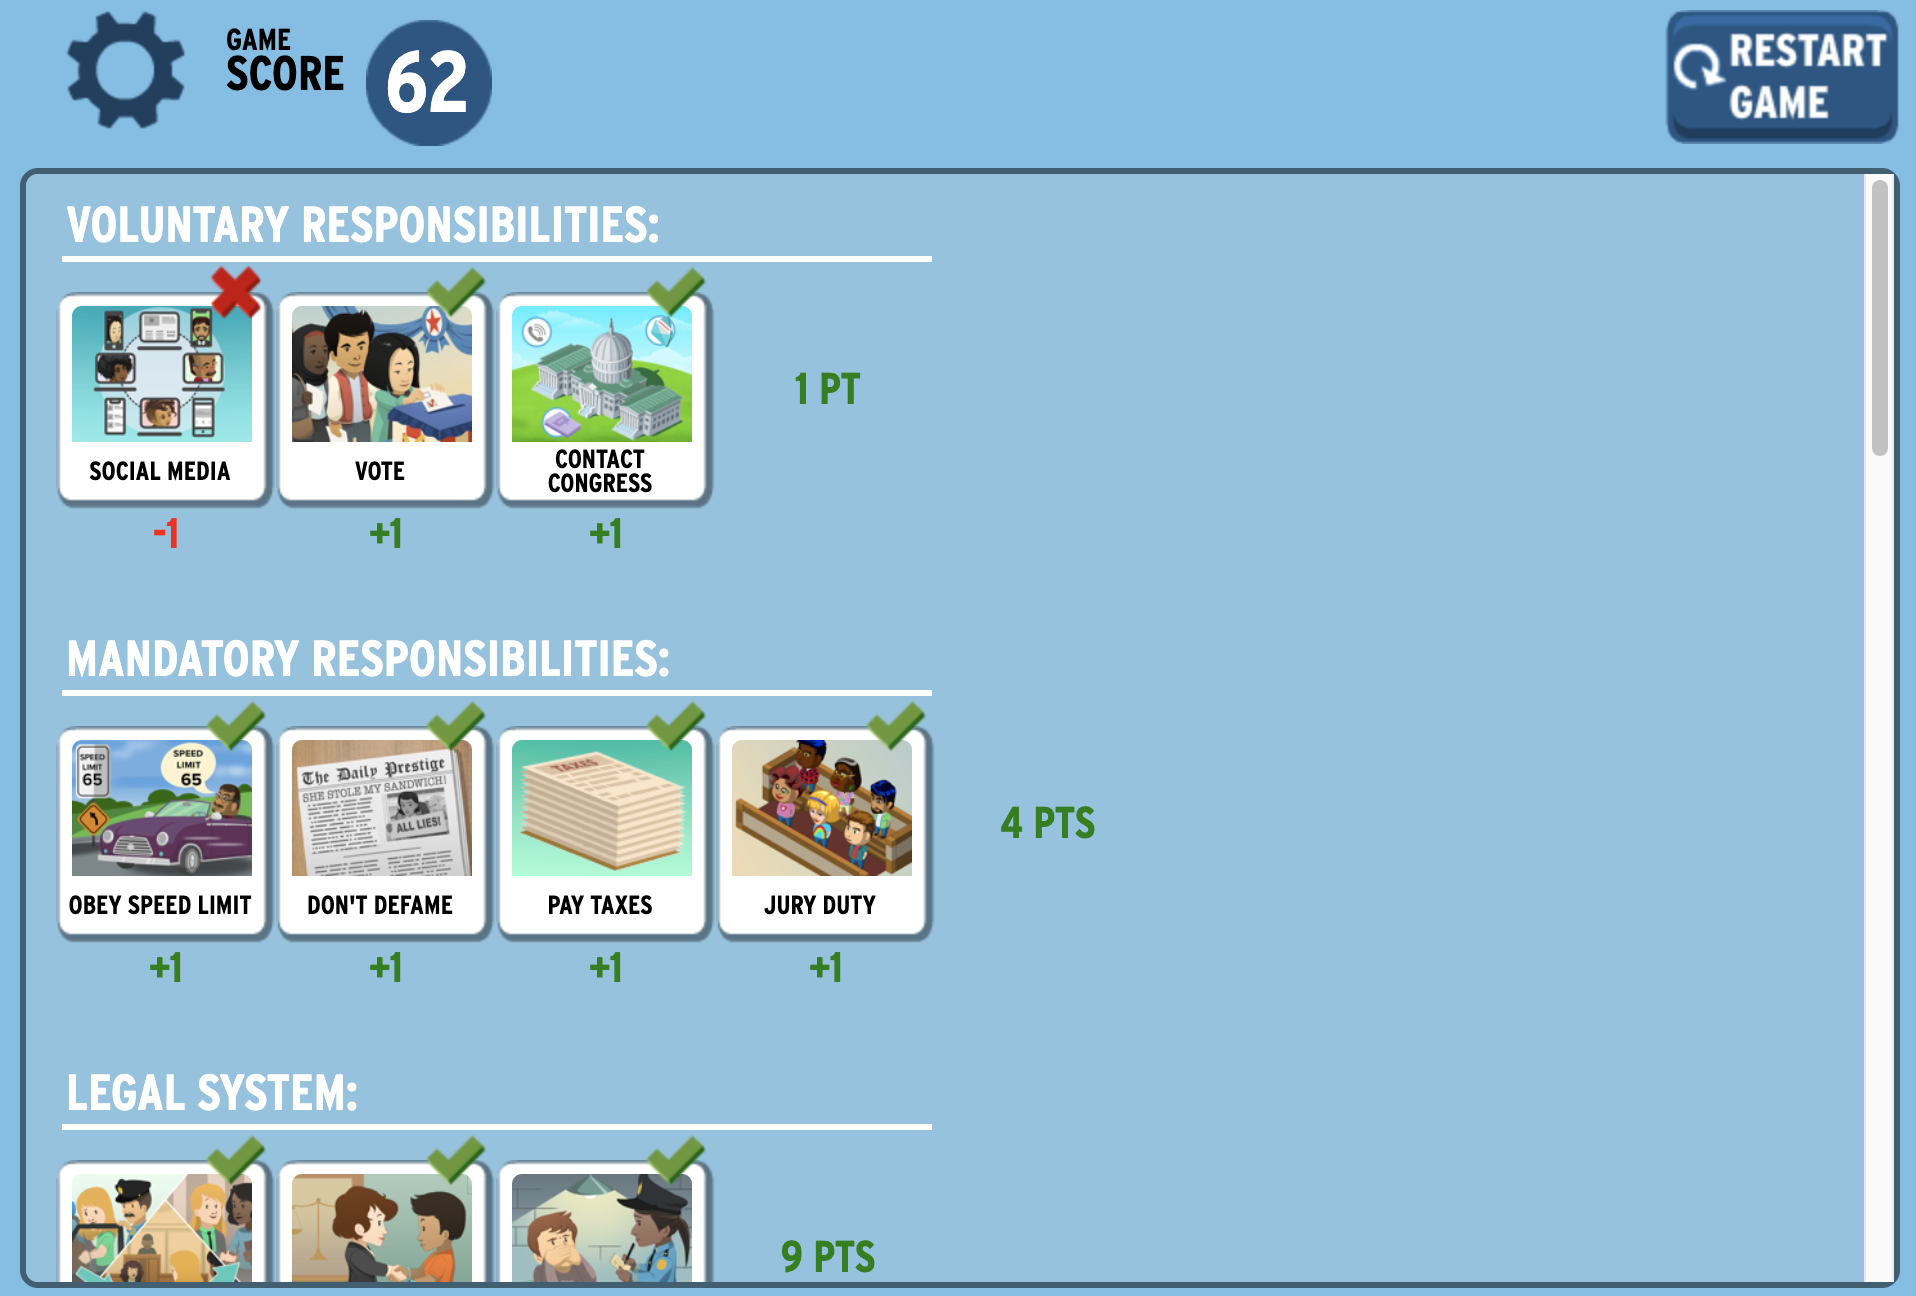 GAME
SCORE
62
RESTART
GAME
VOLUNTARY RESPONSIBILITIES:
SOCIAL MEDIA
VOTE
CONTACT
CONGRESS
1 PT
-1
+1
+1
MANDATORY RESPONSIBILITIES:
SPEED
LIMIT
65
SPEED
LIMIT
65
The Daily Prestige
SHE STOLE MY SANDWICH!
ALL LIES!
TAXES
OBEY SPEED LIMIT
DON'T DEFAME
PAY TAXES
JURY DUTY
4 PTS
+1
+1
+1
+1
LEGAL SYSTEM:
9 PTS